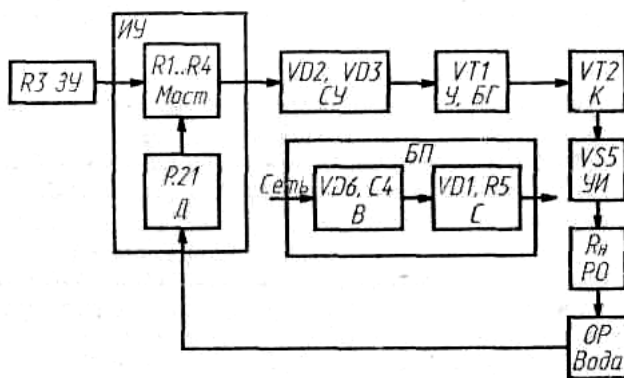 ИУ
R3 ЗУ
R1..R4
Мост
VD2, VD3
СУ
VT1
У, БГ
VT2
К
Р.21
Д
БП
Сеть
VD6, C4
В
VD1, R5
С
VS5
УИ
Rн
РО
ОР
Вода